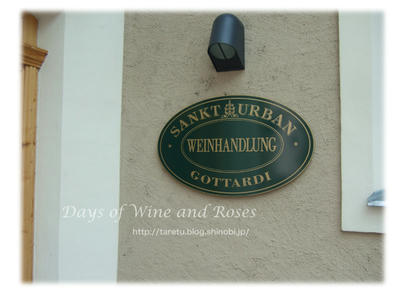 SANKT URBAN
WEINHANDLUNG
GOTTARDI
Days of Wine and Roses
http://taretu.blog.shinobi.jp/